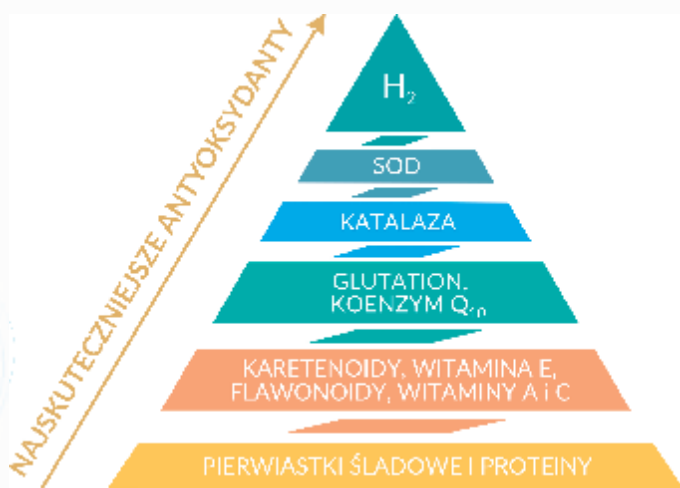 NAJSKUTECZNIEJSZE ANTYOKSYDANTY
H₂
SOD
KATALAZA
GLUTATION.
KOENZYM Q₁₀
KARETENOIDY, WITAMINA E,
FLAWONOIDY, WITAMINY A i C
PIERWIASTKI ŚLADOWE I PROTEINY